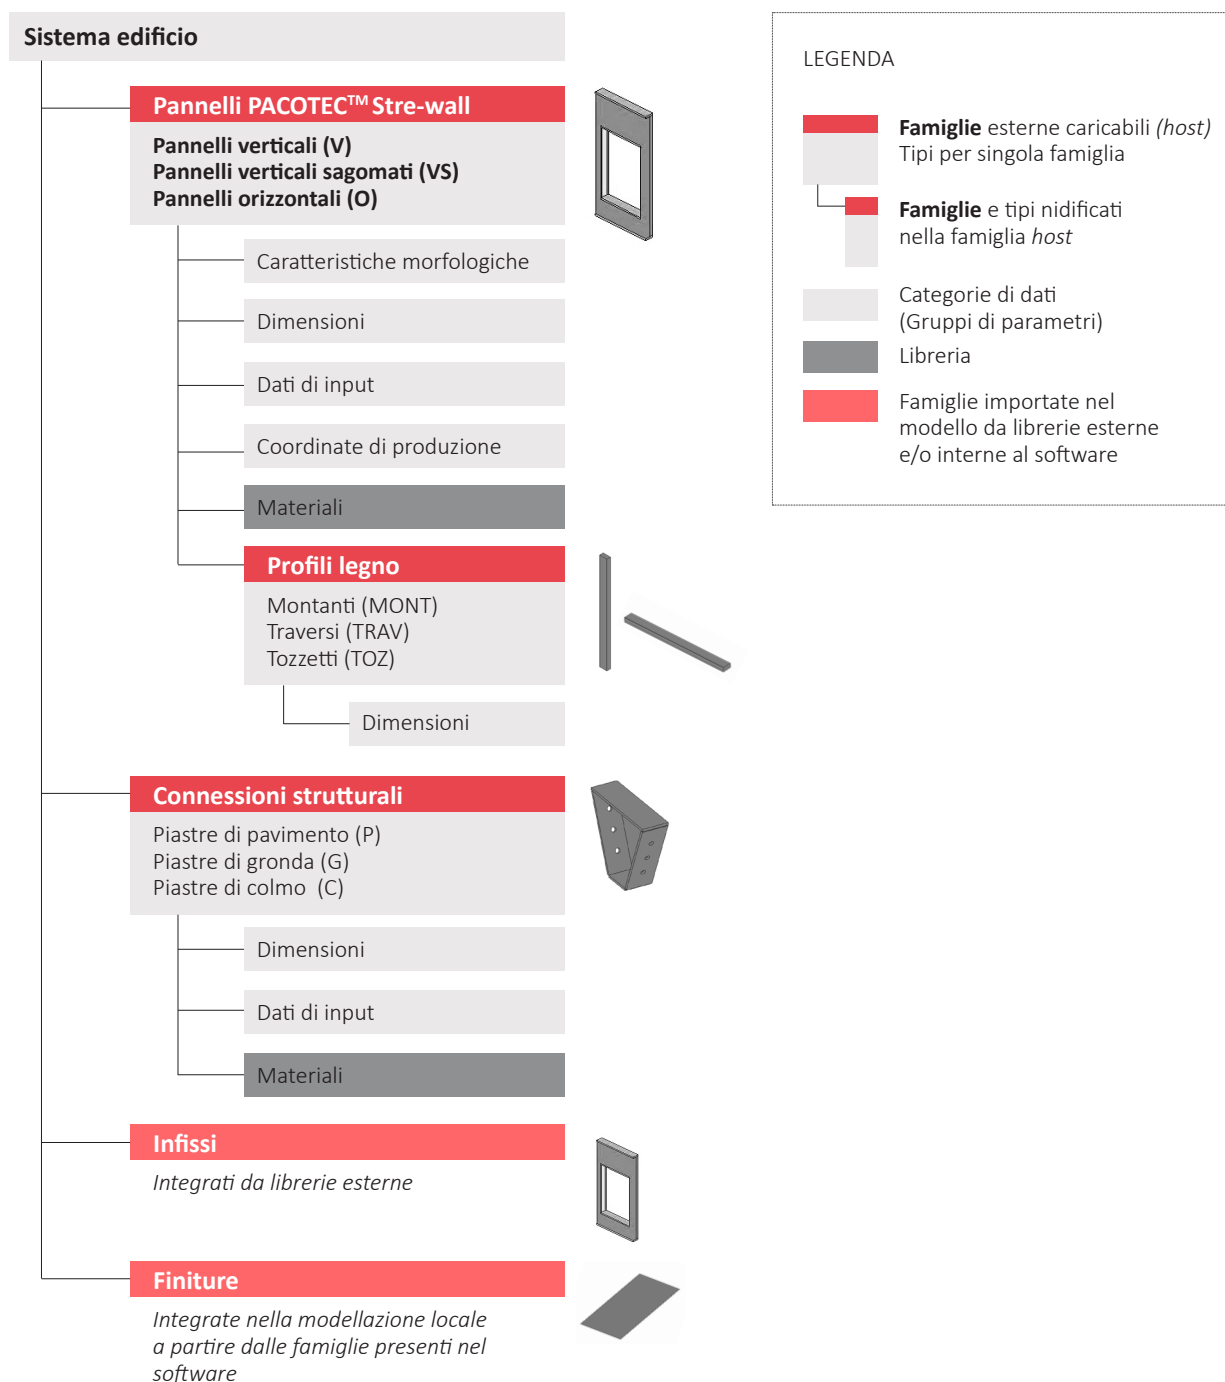 Sistema edificio
Pannelli PACOTEC™ Stre-wall
Pannelli verticali (V)
Pannelli verticali sagomati (VS)
Pannelli orizzontali (O)
Caratteristiche morfologiche
Dimensioni
Dati di input
Coordinate di produzione
Materiali
Profili legno
Montanti (MONT)
Traversi (TRAV)
Tozzetti (TOZ)
Dimensioni
Connessioni strutturali
Piastre di pavimento (P)
Piastre di gronda (G)
Piastre di colmo (C)
Dimensioni
Dati di input
Materiali
Infissi
Integrati da librerie esterne
Finiture
Integrate nella modellazione locale
a partire dalle famiglie presenti nel
software
LEGENDA
Famiglie esterne caricabili (host)
Tipi per singola famiglia
Famiglie e tipi nidificati
nella famiglia host
Categorie di dati
(Gruppi di parametri)
Libreria
Famiglie importate nel
modello da librerie esterne
e/o interne al software